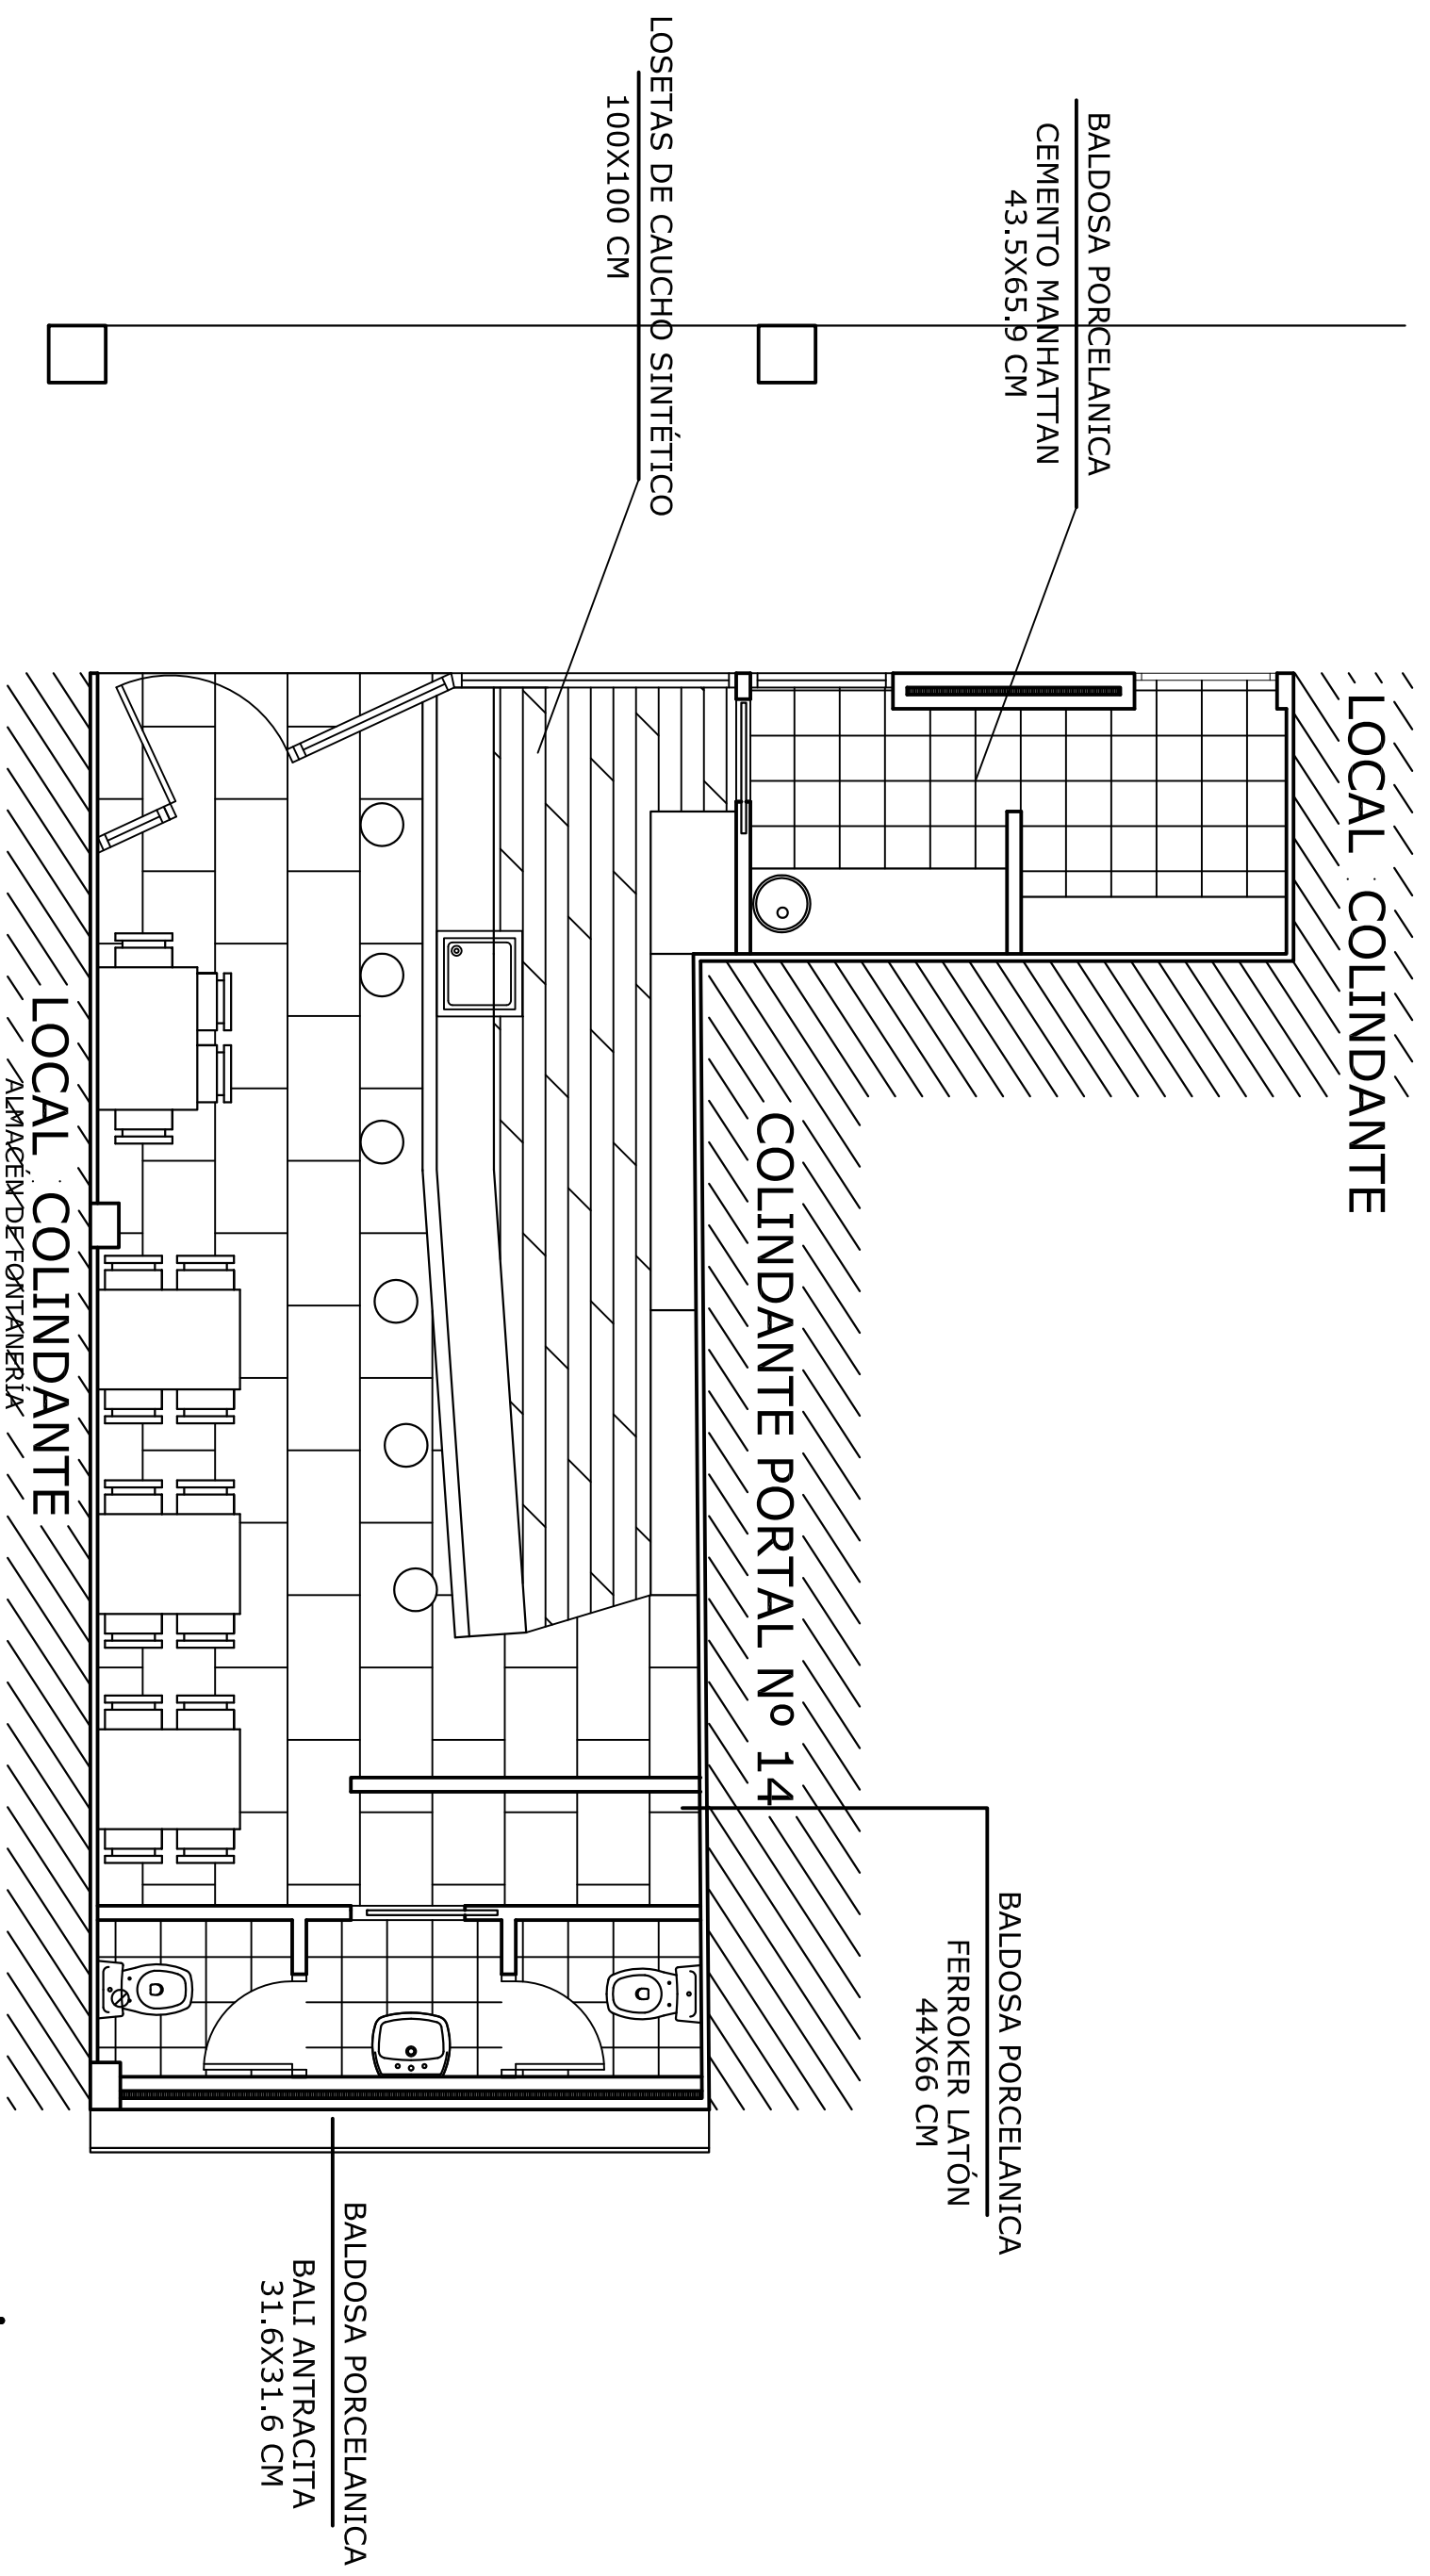 LOCAL COLINDANTE
BALDOSA PORCELANICA
CEMENTO MANHATTAN
43.5X65.9 CM
BALDOSA PORCELANICA
FERROKER LATÓN
44X66 CM
COLINDANTE PORTAL Nº 14
LOSETAS DE CAUCHO SINTÉTICO
100X100 CM
BALDOSA PORCELANICA
BALI ANTRACITA
31.6X31.6 CM
LOCAL COLINDANTE
ALMACÉN DE FONTANERÍA